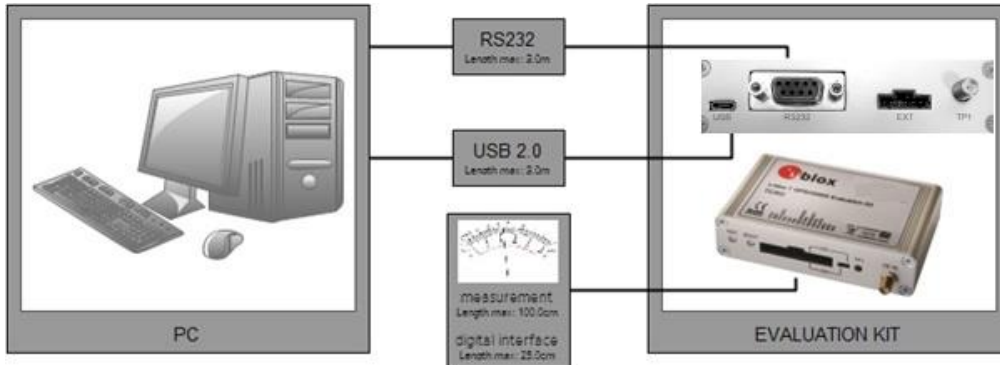 RS232
Length max: 3.0m
USB
RS232
EXT
TP1
USB 2.0
Length max: 3.0m
blox
measurement
Length max: 100.0cm
digital interface
Length max: 25.0cm
PC
EVALUATION KIT